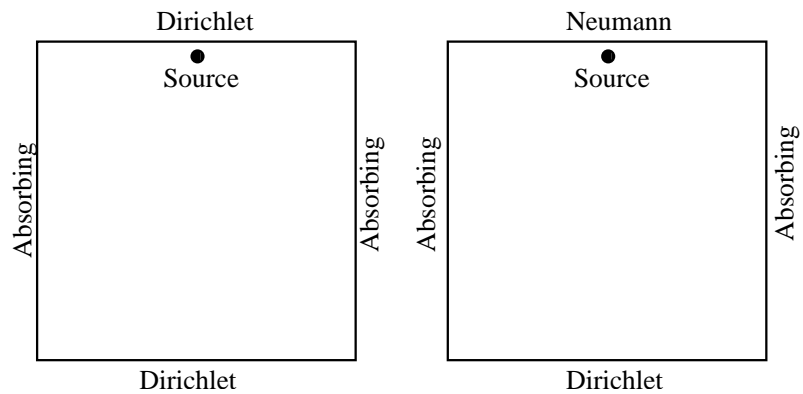 Dirichlet
Source
Absorbing
Absorbing
Dirichlet
Neumann
Source
Absorbing
Absorbing
Dirichlet